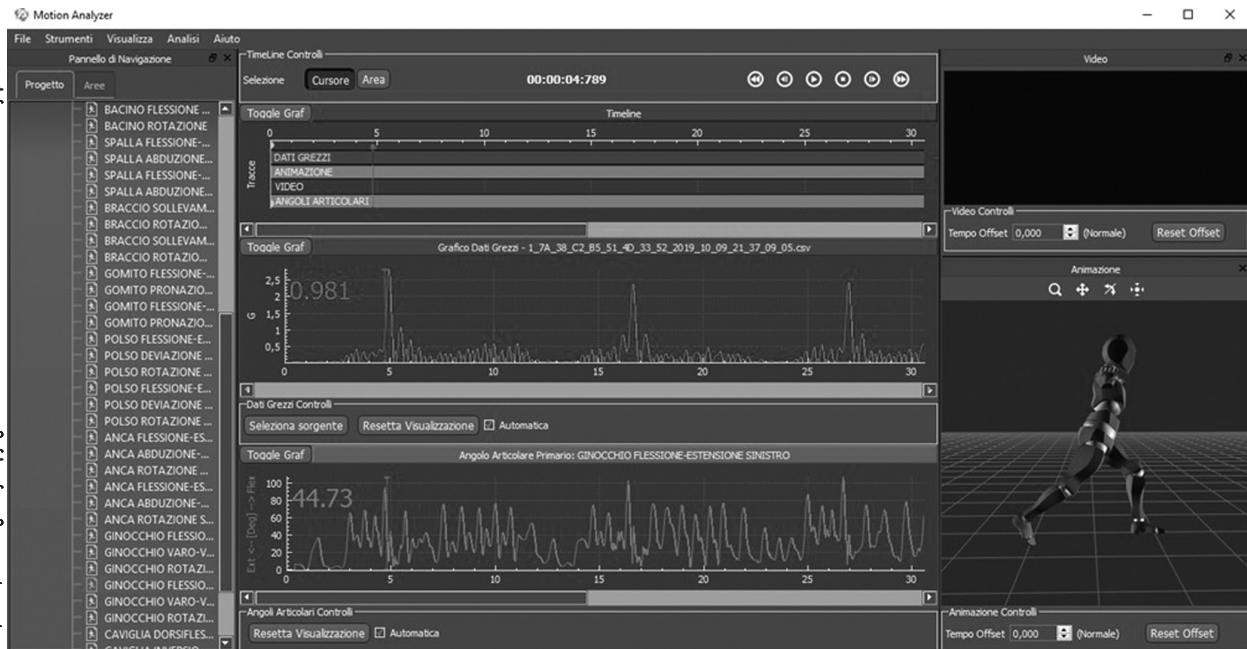 Motion Analyzer
File Strumenti Visualizza Analisi Aiuto
Pannello di Navigazione
Progetto Aree
BACINO FLESSIONE ...
BACINO ROTAZIONE
SPALLA FLESSIONE-...
SPALLA ABDUZIONE...
SPALLA FLESSIONE-...
SPALLA ABDUZIONE...
BRACCIO SOLLEVAM...
BRACCIO ROTAZIO...
BRACCIO SOLLEVAM...
BRACCIO ROTAZIO...
GOMITO FLESSIONE-...
GOMITO PRONAZIO...
GOMITO FLESSIONE-...
GOMITO PRONAZIO...
POLSO FLESSIONE-E...
POLSO DEVIAZIONE ...
POLSO ROTAZIONE ...
POLSO FLESSIONE-E...
POLSO DEVIAZIONE ...
POLSO ROTAZIONE ...
ANCA FLESSIONE-ES...
ANCA ABDUZIONE-...
ANCA ROTAZIONE ...
ANCA FLESSIONE-ES...
ANCA ABDUZIONE-...
ANCA ROTAZIONE S...
GINOCCHIO FLESSIO...
GINOCCHIO VARO-V...
GINOCCHIO ROTAZI...
GINOCCHIO FLESSIO...
GINOCCHIO VARO-V...
GINOCCHIO ROTAZI...
CAVIGLIA DORSIFLES...
TimeLine Controlli
Selezione Cursore Area 00:00:04:789
Toggle Graf Timeline
0 5 10 15 20 25 30
Tracce
DATI GREZZI
ANIMAZIONE
VIDEO
ANGOLI ARTICOLARI
Toggle Graf Grafico Dati Grezzi - 1_7A_38_C2_B5_51_4D_33_52_2019_10_09_21_37_09_05.csv
0.981
G
2,5
2
1,5
1
0,5
0 5 10 15 20 25 30
Dati Grezzi Controlli
Seleziona sorgente Resetta Visualizzazione Automatica
Toggle Graf Angolo Articolare Primario: GINOCCHIO FLESSIONE-ESTENSIONE SINISTRO
44.73
Ext <-- [Deg] --> Flex
100
80
60
40
20
0
0 5 10 15 20 25 30
Angoli Articolari Controlli
Resetta Visualizzazione Automatica
Video
Video Controlli
Tempo Offset 0,000 (Normale) Reset Offset
Animazione
Animazione Controlli
Tempo Offset 0,000 (Normale) Reset Offset